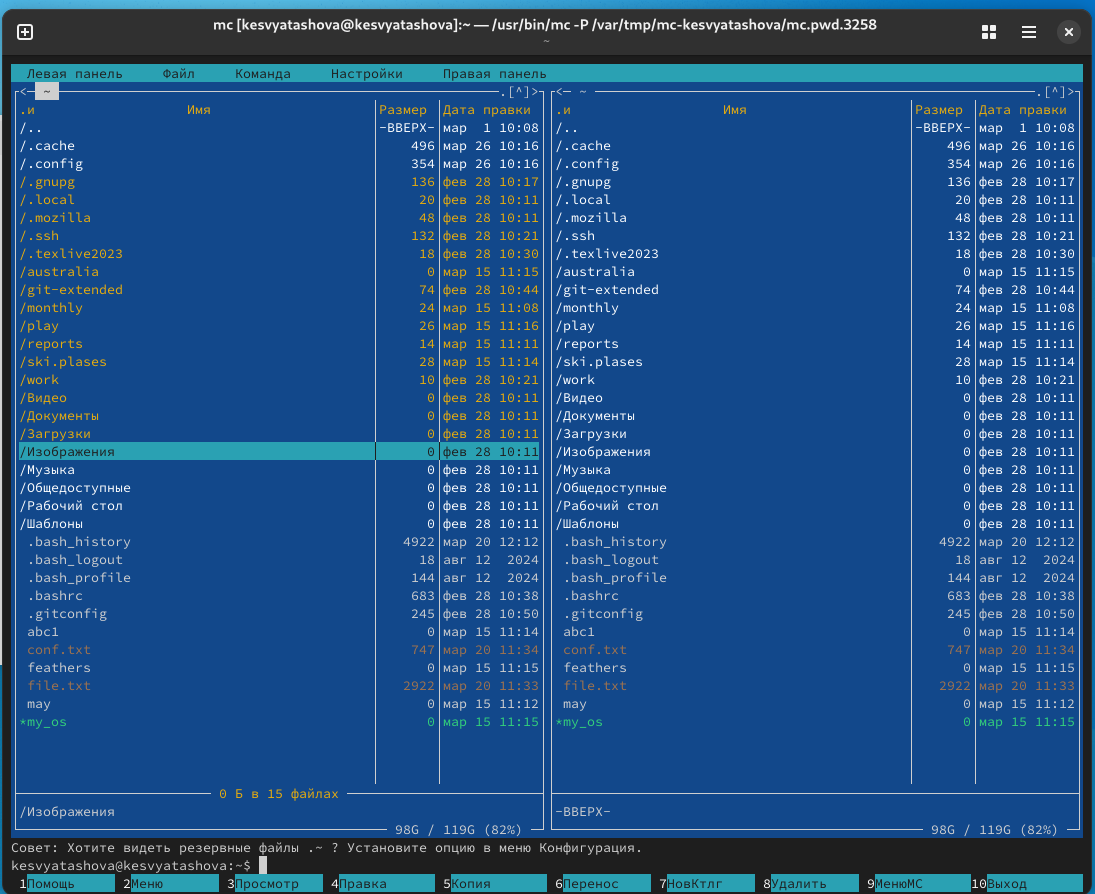 mc [kesvyatashova@kesvyatashova]:~ — /usr/bin/mc -P /var/tmp/mc-kesvyatashova/mc.pwd.3258
~
Левая панель Файл Команда Настройки Правая панель
<─ ~ .[^]> <─ ~ .[^]>
.и Имя Размер Дата правки .и Имя Размер Дата правки
/.. -ВВЕРХ- мар 1 10:08 /.. -ВВЕРХ- мар 1 10:08
/.cache 496 мар 26 10:16 /.cache 496 мар 26 10:16
/.config 354 мар 26 10:16 /.config 354 мар 26 10:16
/.gnupg 136 фев 28 10:17 /.gnupg 136 фев 28 10:17
/.local 20 фев 28 10:11 /.local 20 фев 28 10:11
/.mozilla 48 фев 28 10:11 /.mozilla 48 фев 28 10:11
/.ssh 132 фев 28 10:21 /.ssh 132 фев 28 10:21
/.texlive2023 18 фев 28 10:30 /.texlive2023 18 фев 28 10:30
/australia 0 мар 15 11:15 /australia 0 мар 15 11:15
/git-extended 74 фев 28 10:44 /git-extended 74 фев 28 10:44
/monthly 24 мар 15 11:08 /monthly 24 мар 15 11:08
/play 26 мар 15 11:16 /play 26 мар 15 11:16
/reports 14 мар 15 11:11 /reports 14 мар 15 11:11
/ski.plases 28 мар 15 11:14 /ski.plases 28 мар 15 11:14
/work 10 фев 28 10:21 /work 10 фев 28 10:21
/Видео 0 фев 28 10:11 /Видео 0 фев 28 10:11
/Документы 0 фев 28 10:11 /Документы 0 фев 28 10:11
/Загрузки 0 фев 28 10:11 /Загрузки 0 фев 28 10:11
/Изображения 0 фев 28 10:11 /Изображения 0 фев 28 10:11
/Музыка 0 фев 28 10:11 /Музыка 0 фев 28 10:11
/Общедоступные 0 фев 28 10:11 /Общедоступные 0 фев 28 10:11
/Рабочий стол 0 фев 28 10:11 /Рабочий стол 0 фев 28 10:11
/Шаблоны 0 фев 28 10:11 /Шаблоны 0 фев 28 10:11
.bash_history 4922 мар 20 12:12 .bash_history 4922 мар 20 12:12
.bash_logout 18 авг 12 2024 .bash_logout 18 авг 12 2024
.bash_profile 144 авг 12 2024 .bash_profile 144 авг 12 2024
.bashrc 683 фев 28 10:38 .bashrc 683 фев 28 10:38
.gitconfig 245 фев 28 10:50 .gitconfig 245 фев 28 10:50
abc1 0 мар 15 11:14 abc1 0 мар 15 11:14
conf.txt 747 мар 20 11:34 conf.txt 747 мар 20 11:34
feathers 0 мар 15 11:15 feathers 0 мар 15 11:15
file.txt 2922 мар 20 11:33 file.txt 2922 мар 20 11:33
may 0 мар 15 11:12 may 0 мар 15 11:12
*my_os 0 мар 15 11:15 *my_os 0 мар 15 11:15
0 Б в 15 файлах
/Изображения -ВВЕРХ-
98G / 119G (82%) 98G / 119G (82%)
Совет: Хотите видеть резервные файлы .~ ? Установите опцию в меню Конфигурация.
kesvyatashova@kesvyatashova:~$
1Помощь 2Меню 3Просмотр 4Правка 5Копия 6Перенос 7НовКтлг 8Удалить 9МенюMC 10Выход